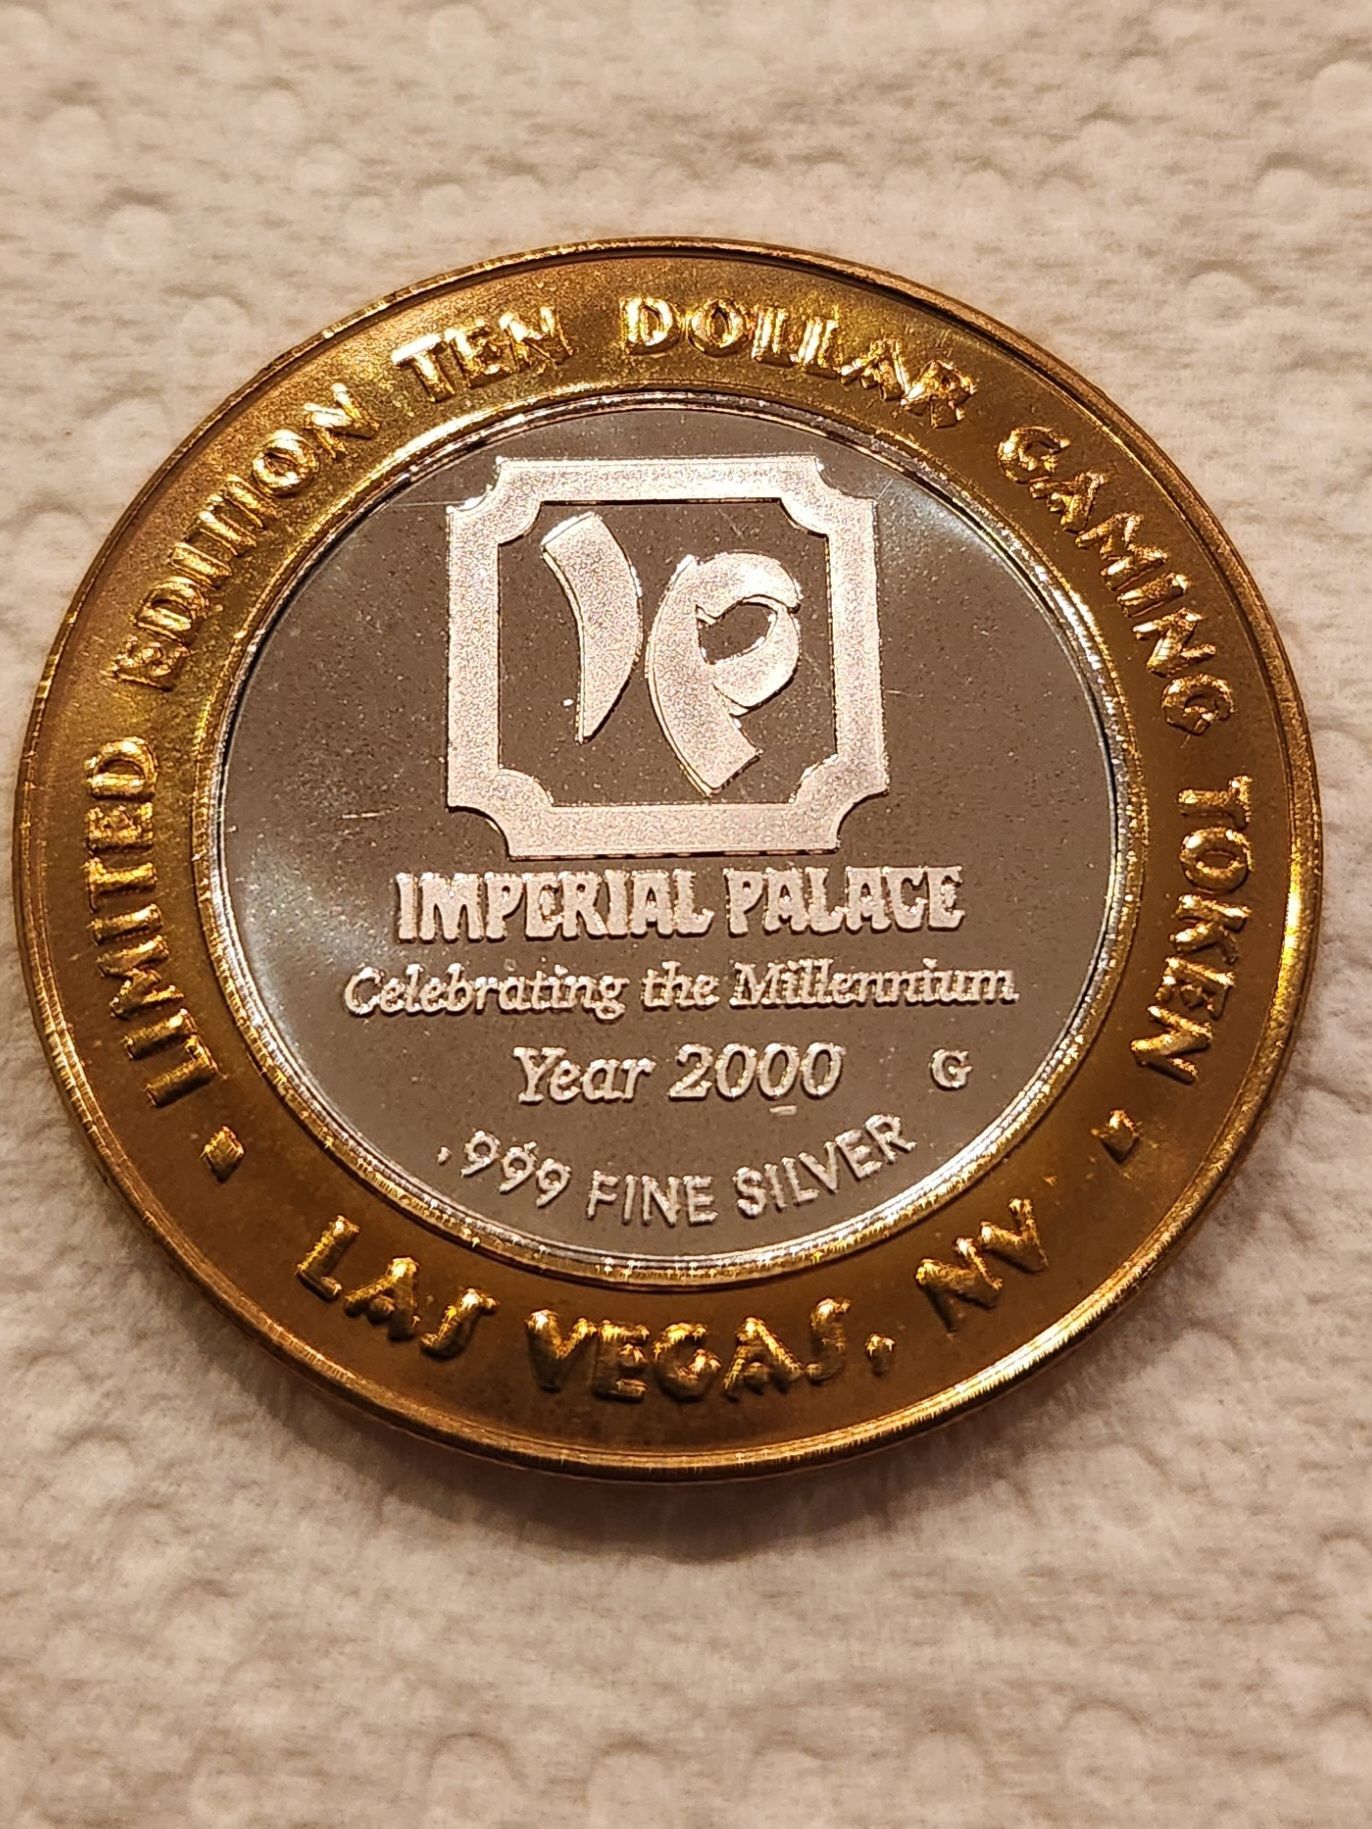 LIMITED EDITION TEN DOLLAR GAMING TOKEN
IP
IMPERIAL PALACE
Celebrating the Millennium
Year 2000 G
.999 FINE SILVER
LAS VEGAS, NV